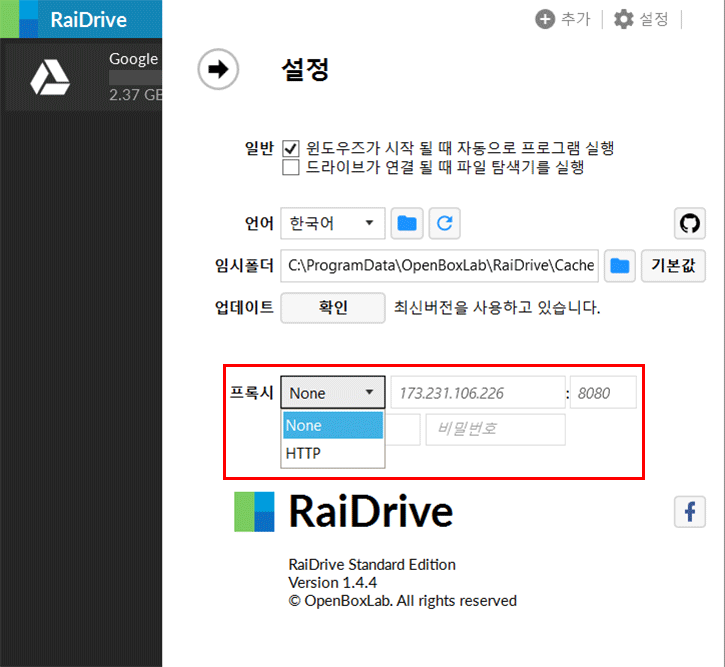 RaiDrive
추가
설정
Google
2.37 GB
설정
일반
윈도우즈가 시작 될 때 자동으로 프로그램 실행
드라이브가 연결 될 때 파일 탐색기를 실행
언어
한국어
임시폴더
C:\ProgramData\OpenBoxLab\RaiDrive\Cache
기본값
업데이트
확인
최신버전을 사용하고 있습니다.
프록시
None
173.231.106.226
:
8080
None
HTTP
비밀번호
RaiDrive
RaiDrive Standard Edition
Version 1.4.4
© OpenBoxLab. All rights reserved